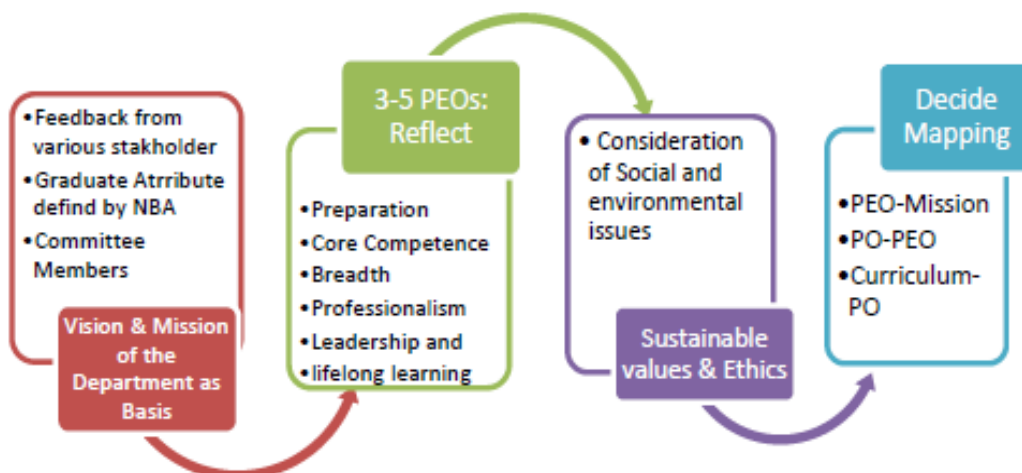 •Feedback from
various stakholder
•Graduate Atrribute
defind by NBA
•Committee
Members
Vision & Mission
of the
Department as
Basis
3-5 PEOs:
Reflect
•Preparation
•Core Competence
•Breadth
•Professionalism
•Leadership and
•lifelong learning
• Consideration
of Social and
environmental
issues
Sustainable
values & Ethics
Decide
Mapping
•PEO-Mission
•PO-PEO
•Curriculum-
PO